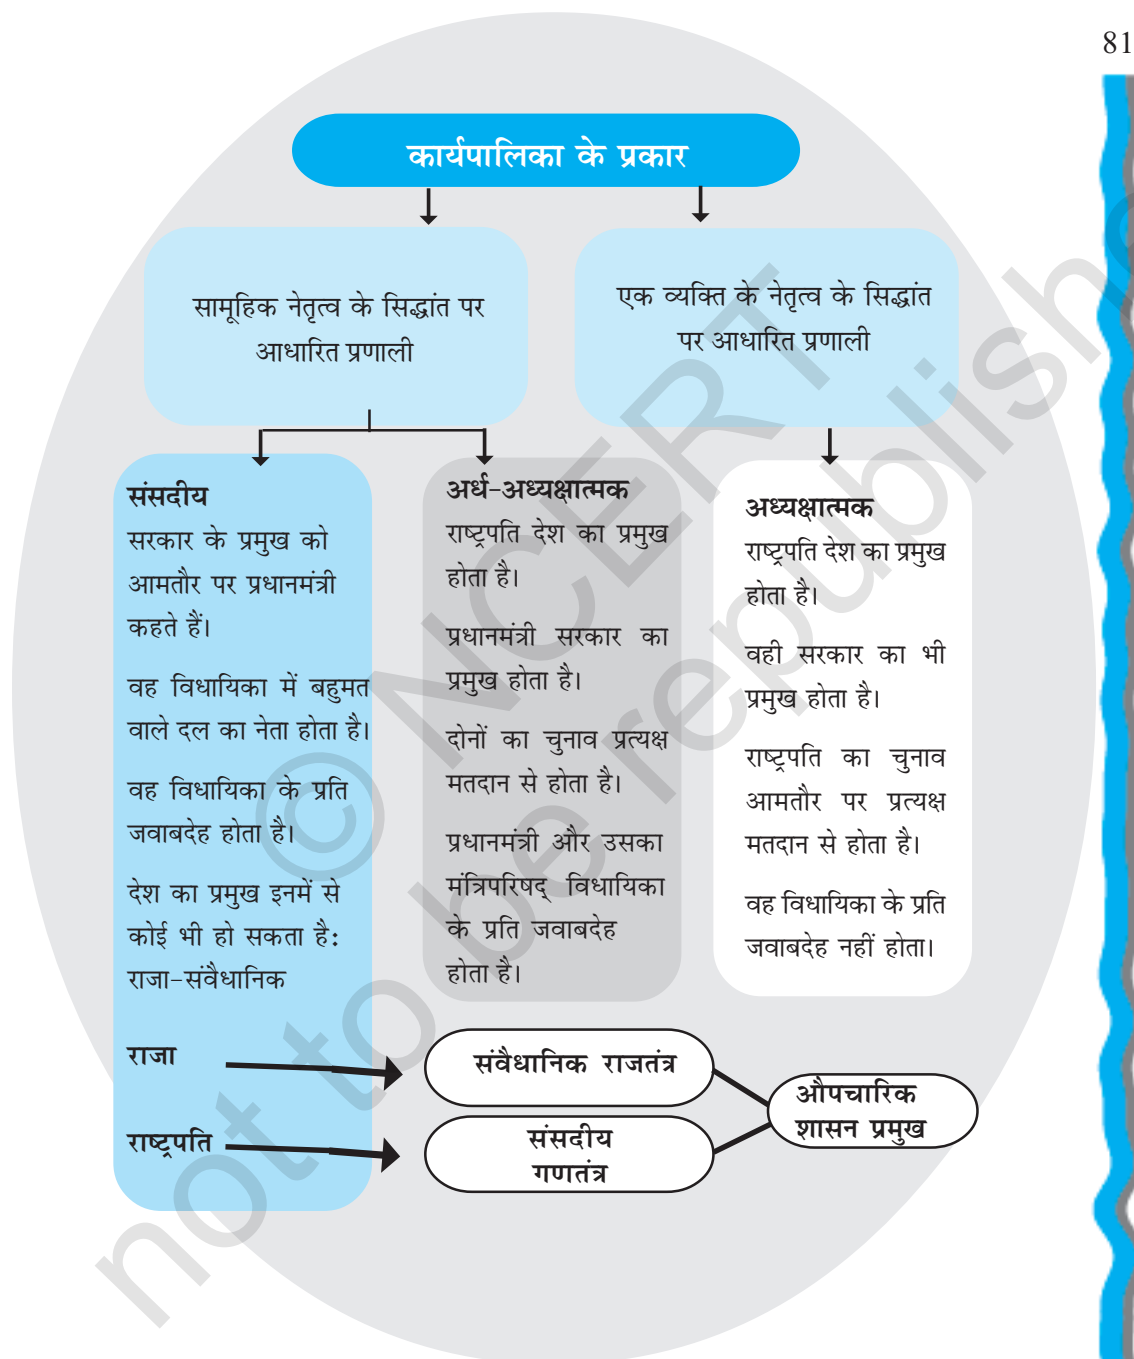 81
कार्यपालिका के प्रकार
सामूहिक नेतृत्व के सिद्धांत पर
आधारित प्रणाली
एक व्यक्ति के नेतृत्व के सिद्धांत
पर आधारित प्रणाली
संसदीय
सरकार के प्रमुख को
आमतौर पर प्रधानमंत्री
कहते हैं।
वह विधायिका में बहुमत
वाले दल का नेता होता है।
वह विधायिका के प्रति
जवाबदेह होता है।
देश का प्रमुख इनमें से
कोई भी हो सकता है:
राजा-संवैधानिक
अर्ध-अध्यक्षात्मक
राष्ट्रपति देश का प्रमुख
होता है।
प्रधानमंत्री सरकार का
प्रमुख होता है।
दोनों का चुनाव प्रत्यक्ष
मतदान से होता है।
प्रधानमंत्री और उसका
मंत्रिपरिषद् विधायिका
के प्रति जवाबदेह
होता है।
अध्यक्षात्मक
राष्ट्रपति देश का प्रमुख
होता है।
वही सरकार का भी
प्रमुख होता है।
राष्ट्रपति का चुनाव
आमतौर पर प्रत्यक्ष
मतदान से होता है।
वह विधायिका के प्रति
जवाबदेह नहीं होता।
राजा
संवैधानिक राजतंत्र
राष्ट्रपति
संसदीय
गणतंत्र
औपचारिक
शासन प्रमुख
© NCERT
not to be republishe